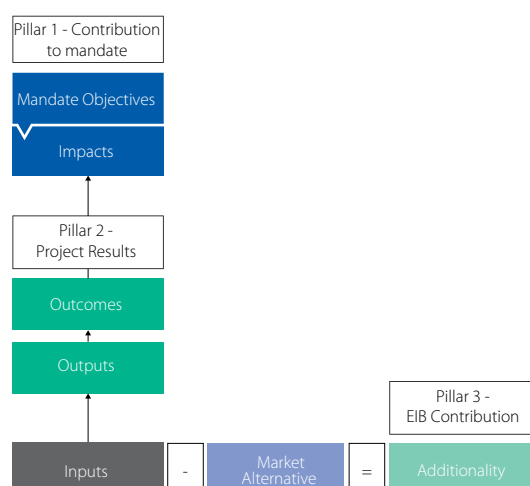 Pillar 1 - Contribution
to mandate
Mandate Objectives
Impacts
Pillar 2 -
Project Results
Outcomes
Outputs
Pillar 3 -
EIB Contribution
Inputs
-
Market
Alternative
=
Additionality